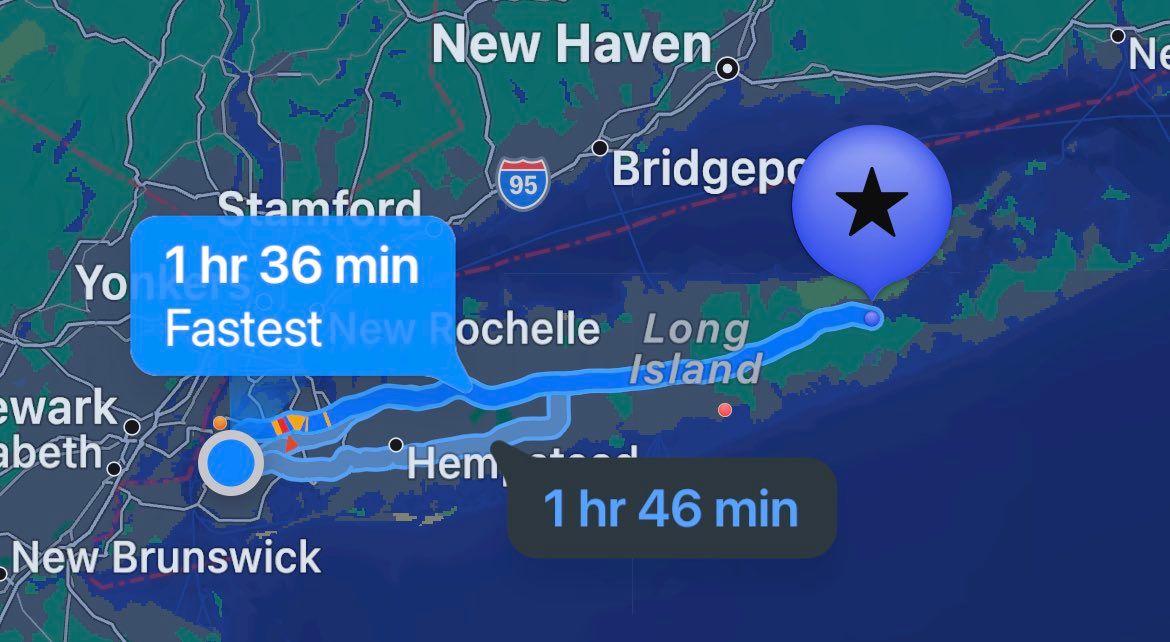 New Haven
Ne
Bridgepo
95
Stamford
1 hr 36 min
Fastest
Yonkers
New Rochelle
Long
Island
ewark
abeth
Hempstead
1 hr 46 min
New Brunswick